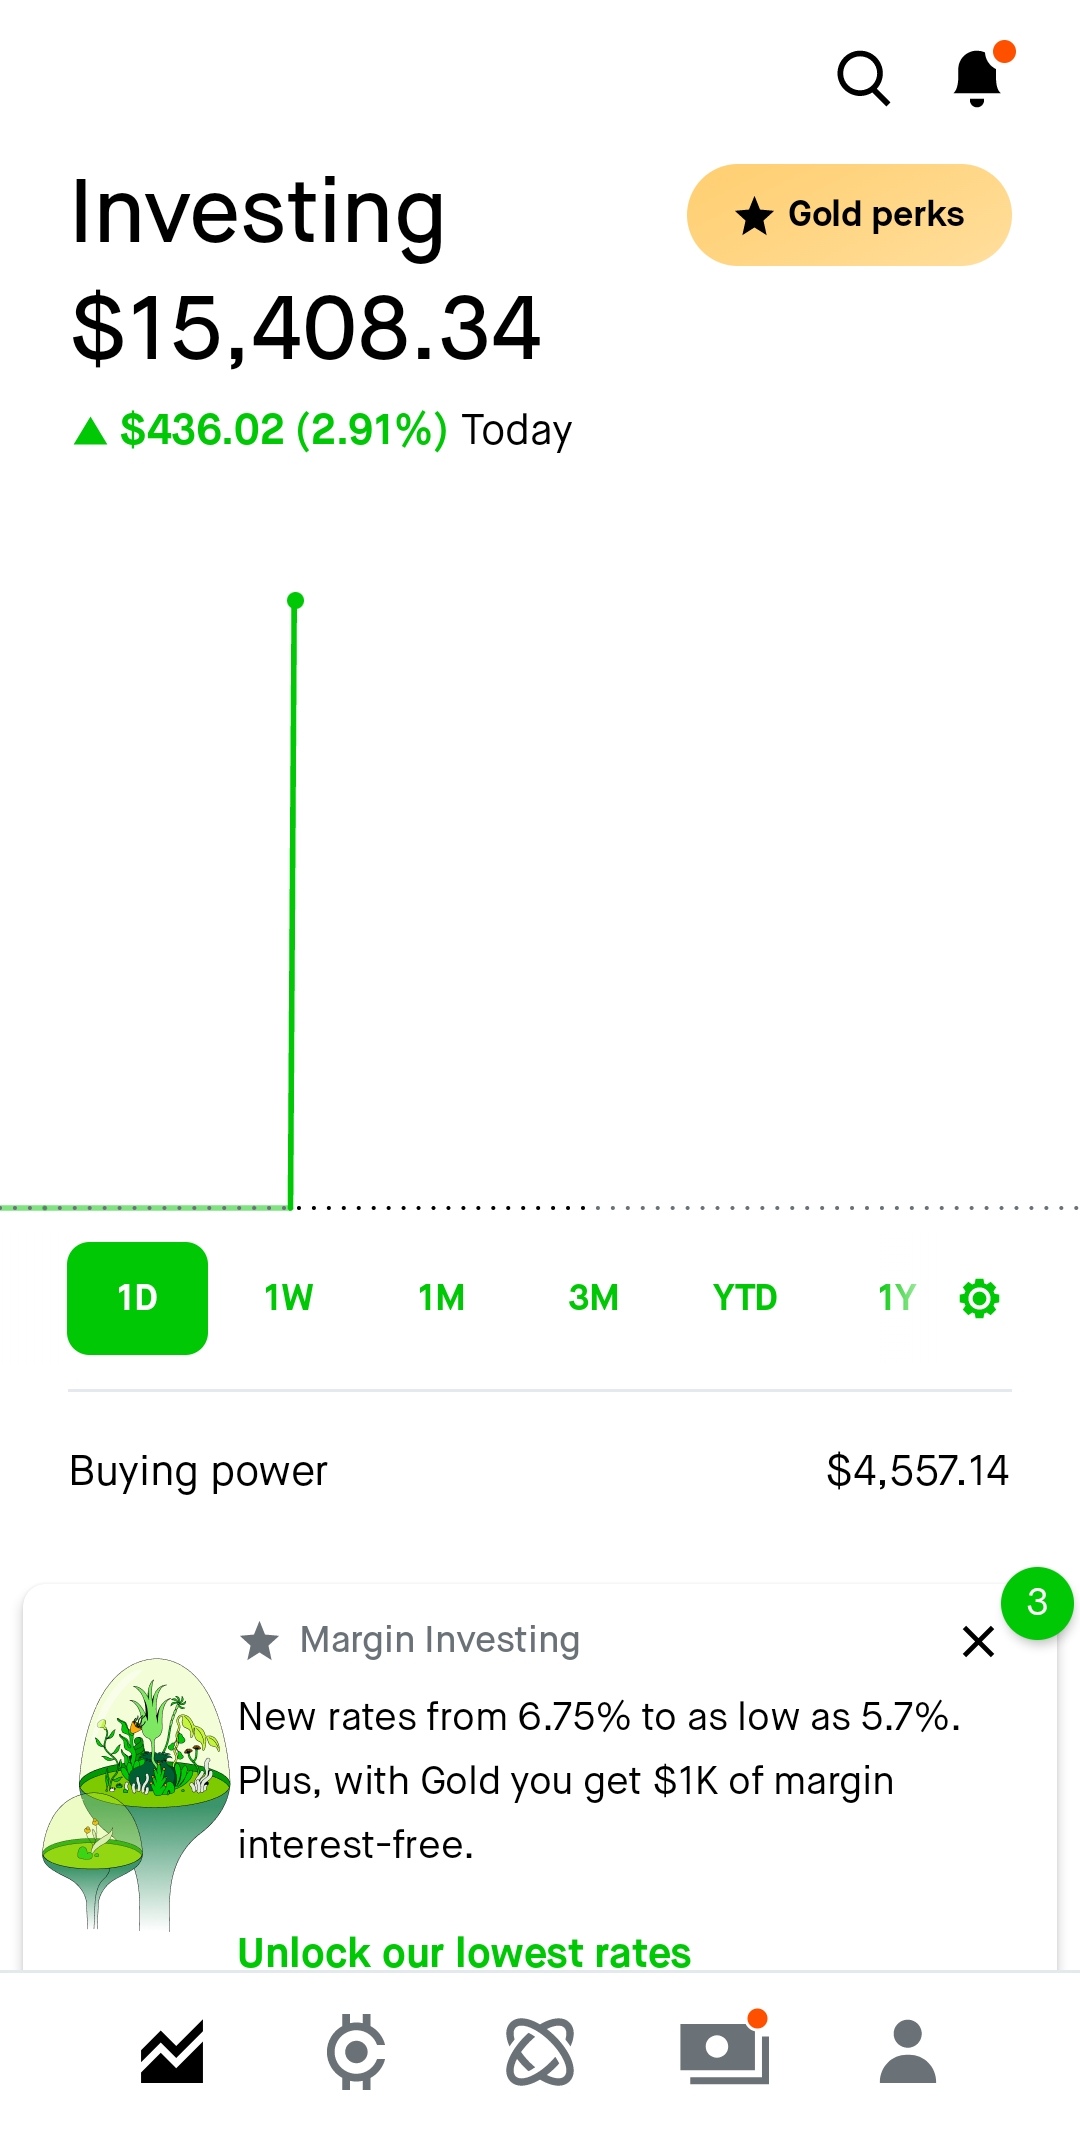 Investing
Gold perks
$15,408.34
$436.02 (2.91%) Today
1D 1W 1M 3M YTD 1Y
Buying power $4,557.14
3
Margin Investing
New rates from 6.75% to as low as 5.7%.
Plus, with Gold you get $1K of margin
interest-free.
Unlock our lowest rates